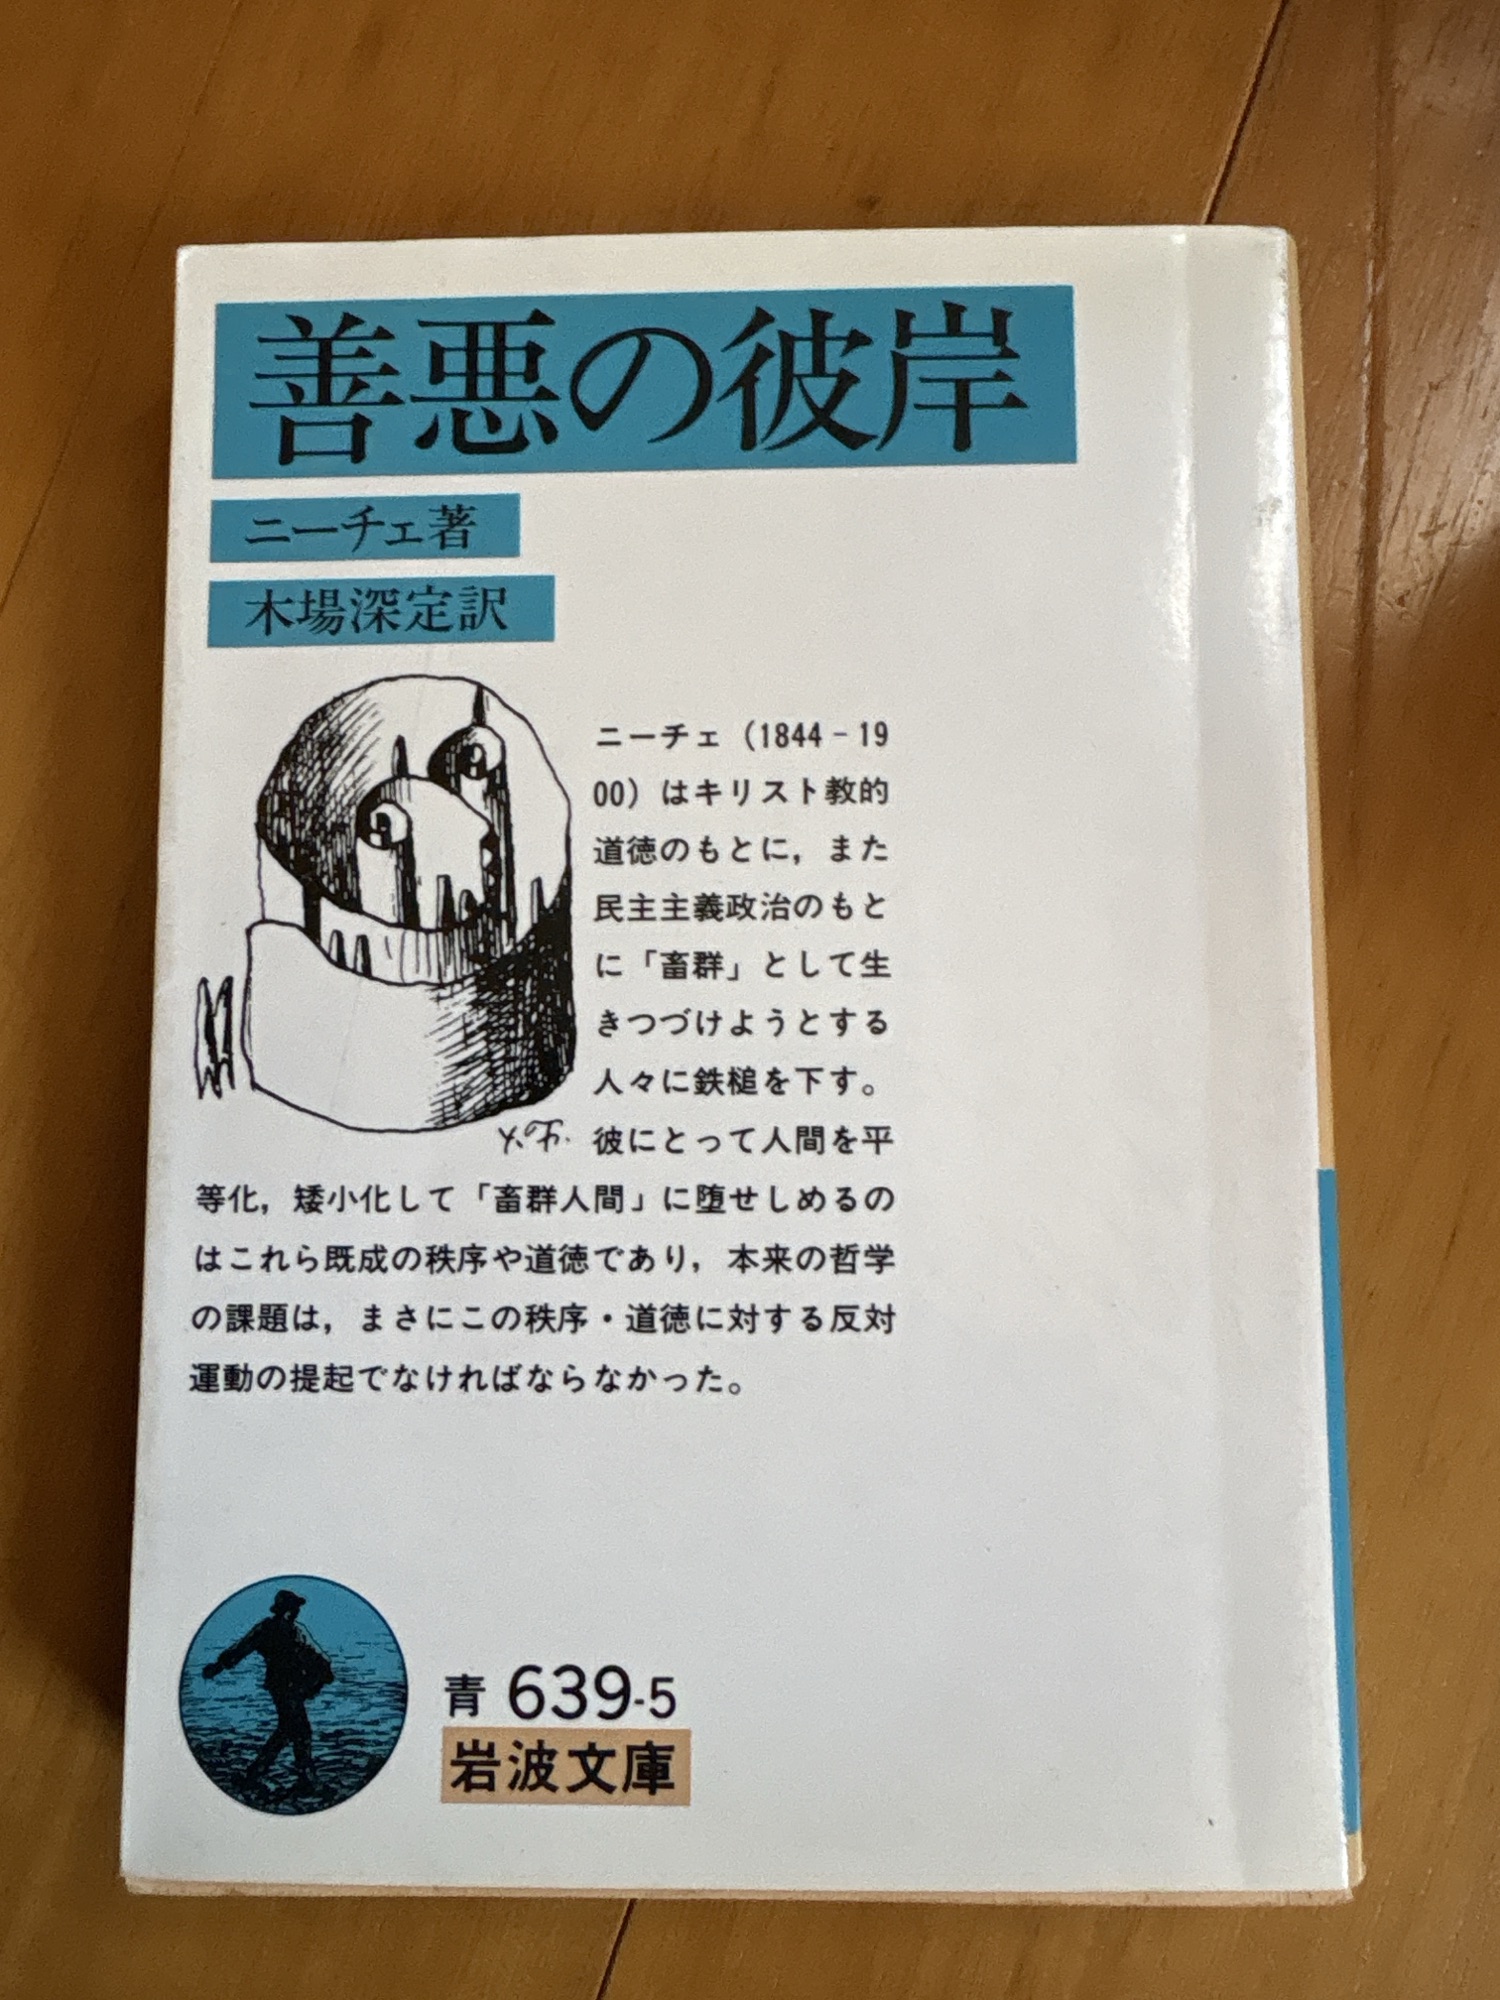 善悪の彼岸
ニーチェ著
木場深定訳
ニーチェ（1844－19
00）はキリスト教的
道徳のもとに，また
民主主義政治のもと
に「畜群」として生
きつづけようとする
人々に鉄槌を下す。
彼にとって人間を平
等化，矮小化して「畜群人間」に堕せしめるの
はこれら既成の秩序や道徳であり，本来の哲学
の課題は，まさにこの秩序・道徳に対する反対
運動の提起でなければならなかった。
青 639-5
岩波文庫